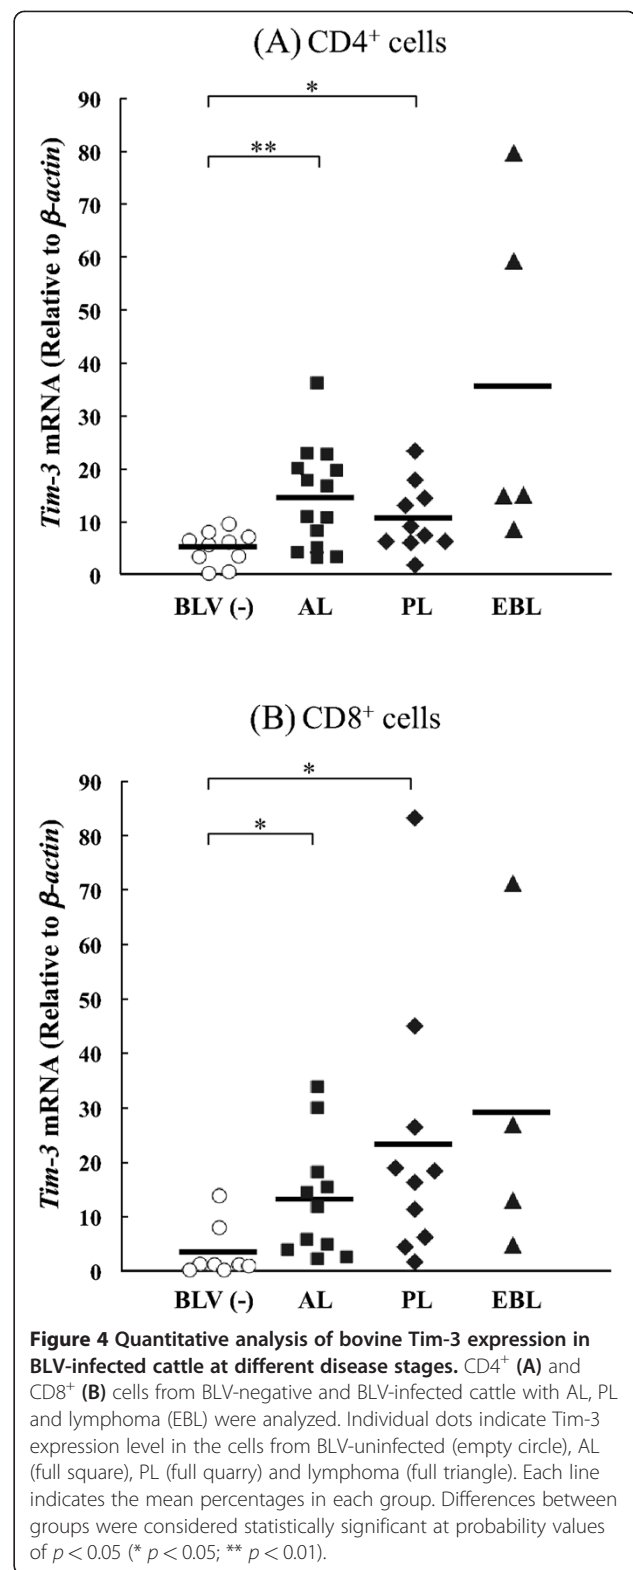 (A) CD4⁺ cells
*
**
90
80
70
60
50
40
30
20
10
0
Tim-3 mRNA (Relative to β-actin)
BLV (-) AL PL EBL
(B) CD8⁺ cells
*
*
90
80
70
60
50
40
30
20
10
0
Tim-3 mRNA (Relative to β-actin)
BLV (-) AL PL EBL
Figure 4 Quantitative analysis of bovine Tim-3 expression in
BLV-infected cattle at different disease stages. CD4⁺ (A) and
CD8⁺ (B) cells from BLV-negative and BLV-infected cattle with AL, PL
and lymphoma (EBL) were analyzed. Individual dots indicate Tim-3
expression level in the cells from BLV-uninfected (empty circle), AL
(full square), PL (full quarry) and lymphoma (full triangle). Each line
indicates the mean percentages in each group. Differences between
groups were considered statistically significant at probability values
of p < 0.05 (* p < 0.05; ** p < 0.01).